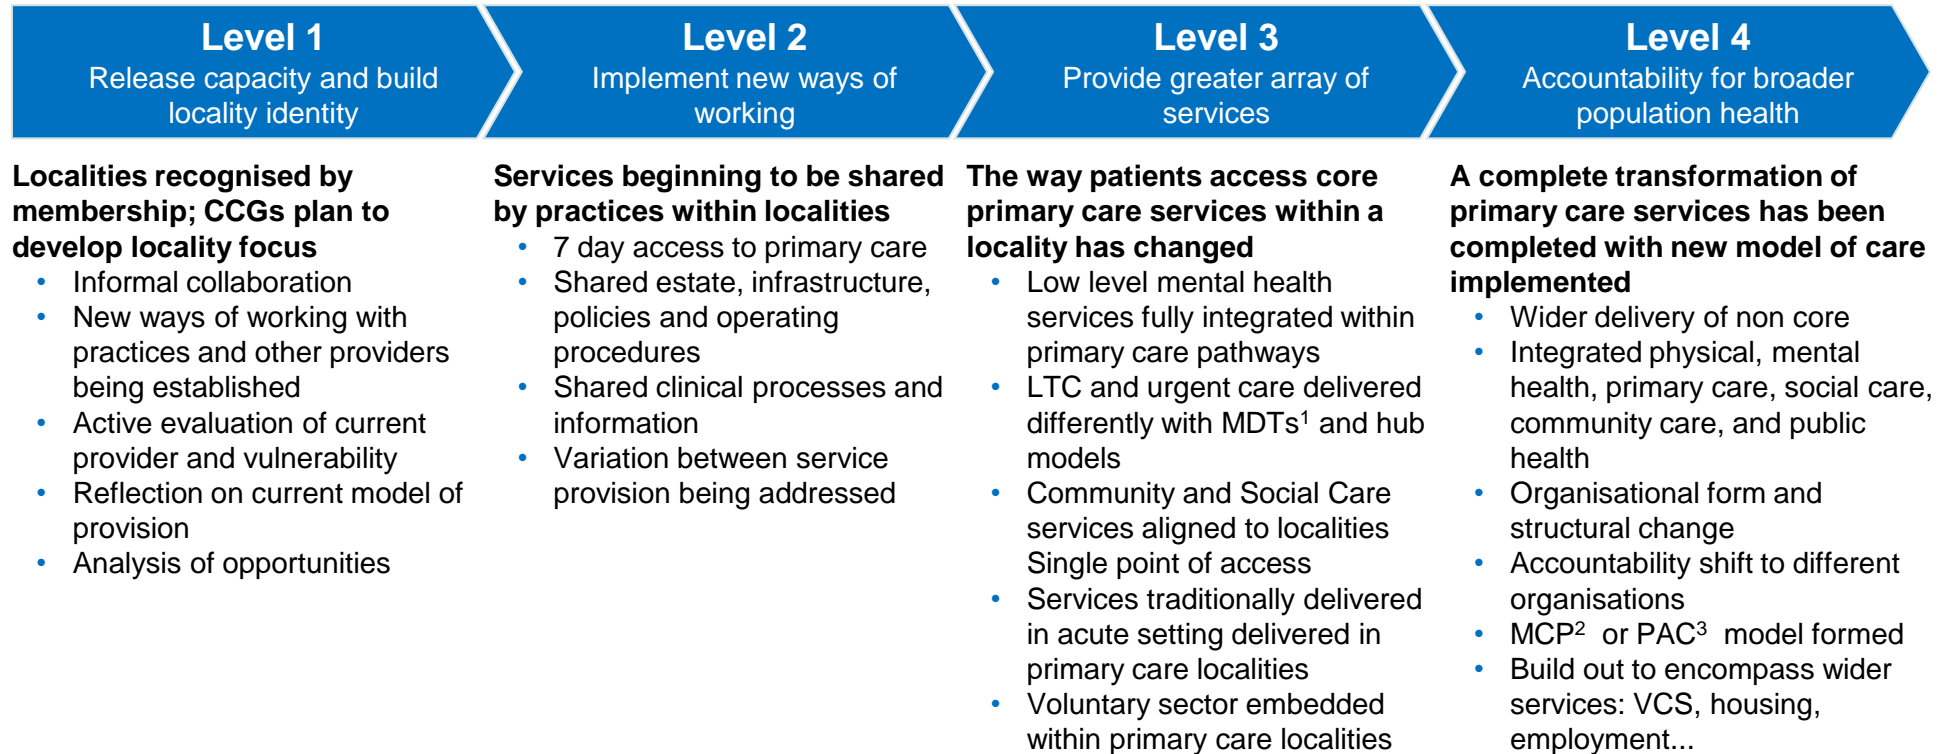 Level 1
Release capacity and build
locality identity
Level 2
Implement new ways of
working
Level 3
Provide greater array of
services
Level 4
Accountability for broader
population health
Localities recognised by
membership; CCGs plan to
develop locality focus
• Informal collaboration
• New ways of working with
practices and other providers
being established
• Active evaluation of current
provider and vulnerability
• Reflection on current model of
provision
• Analysis of opportunities
Services beginning to be shared
by practices within localities
• 7 day access to primary care
• Shared estate, infrastructure,
policies and operating
procedures
• Shared clinical processes and
information
• Variation between service
provision being addressed
The way patients access core
primary care services within a
locality has changed
• Low level mental health
services fully integrated within
primary care pathways
• LTC and urgent care delivered
differently with MDTs¹ and hub
models
• Community and Social Care
services aligned to localities
Single point of access
• Services traditionally delivered
in acute setting delivered in
primary care localities
• Voluntary sector embedded
within primary care localities
A complete transformation of
primary care services has been
completed with new model of care
implemented
• Wider delivery of non core
• Integrated physical, mental
health, primary care, social care,
community care, and public
health
• Organisational form and
structural change
• Accountability shift to different
organisations
• MCP² or PAC³ model formed
• Build out to encompass wider
services: VCS, housing,
employment...